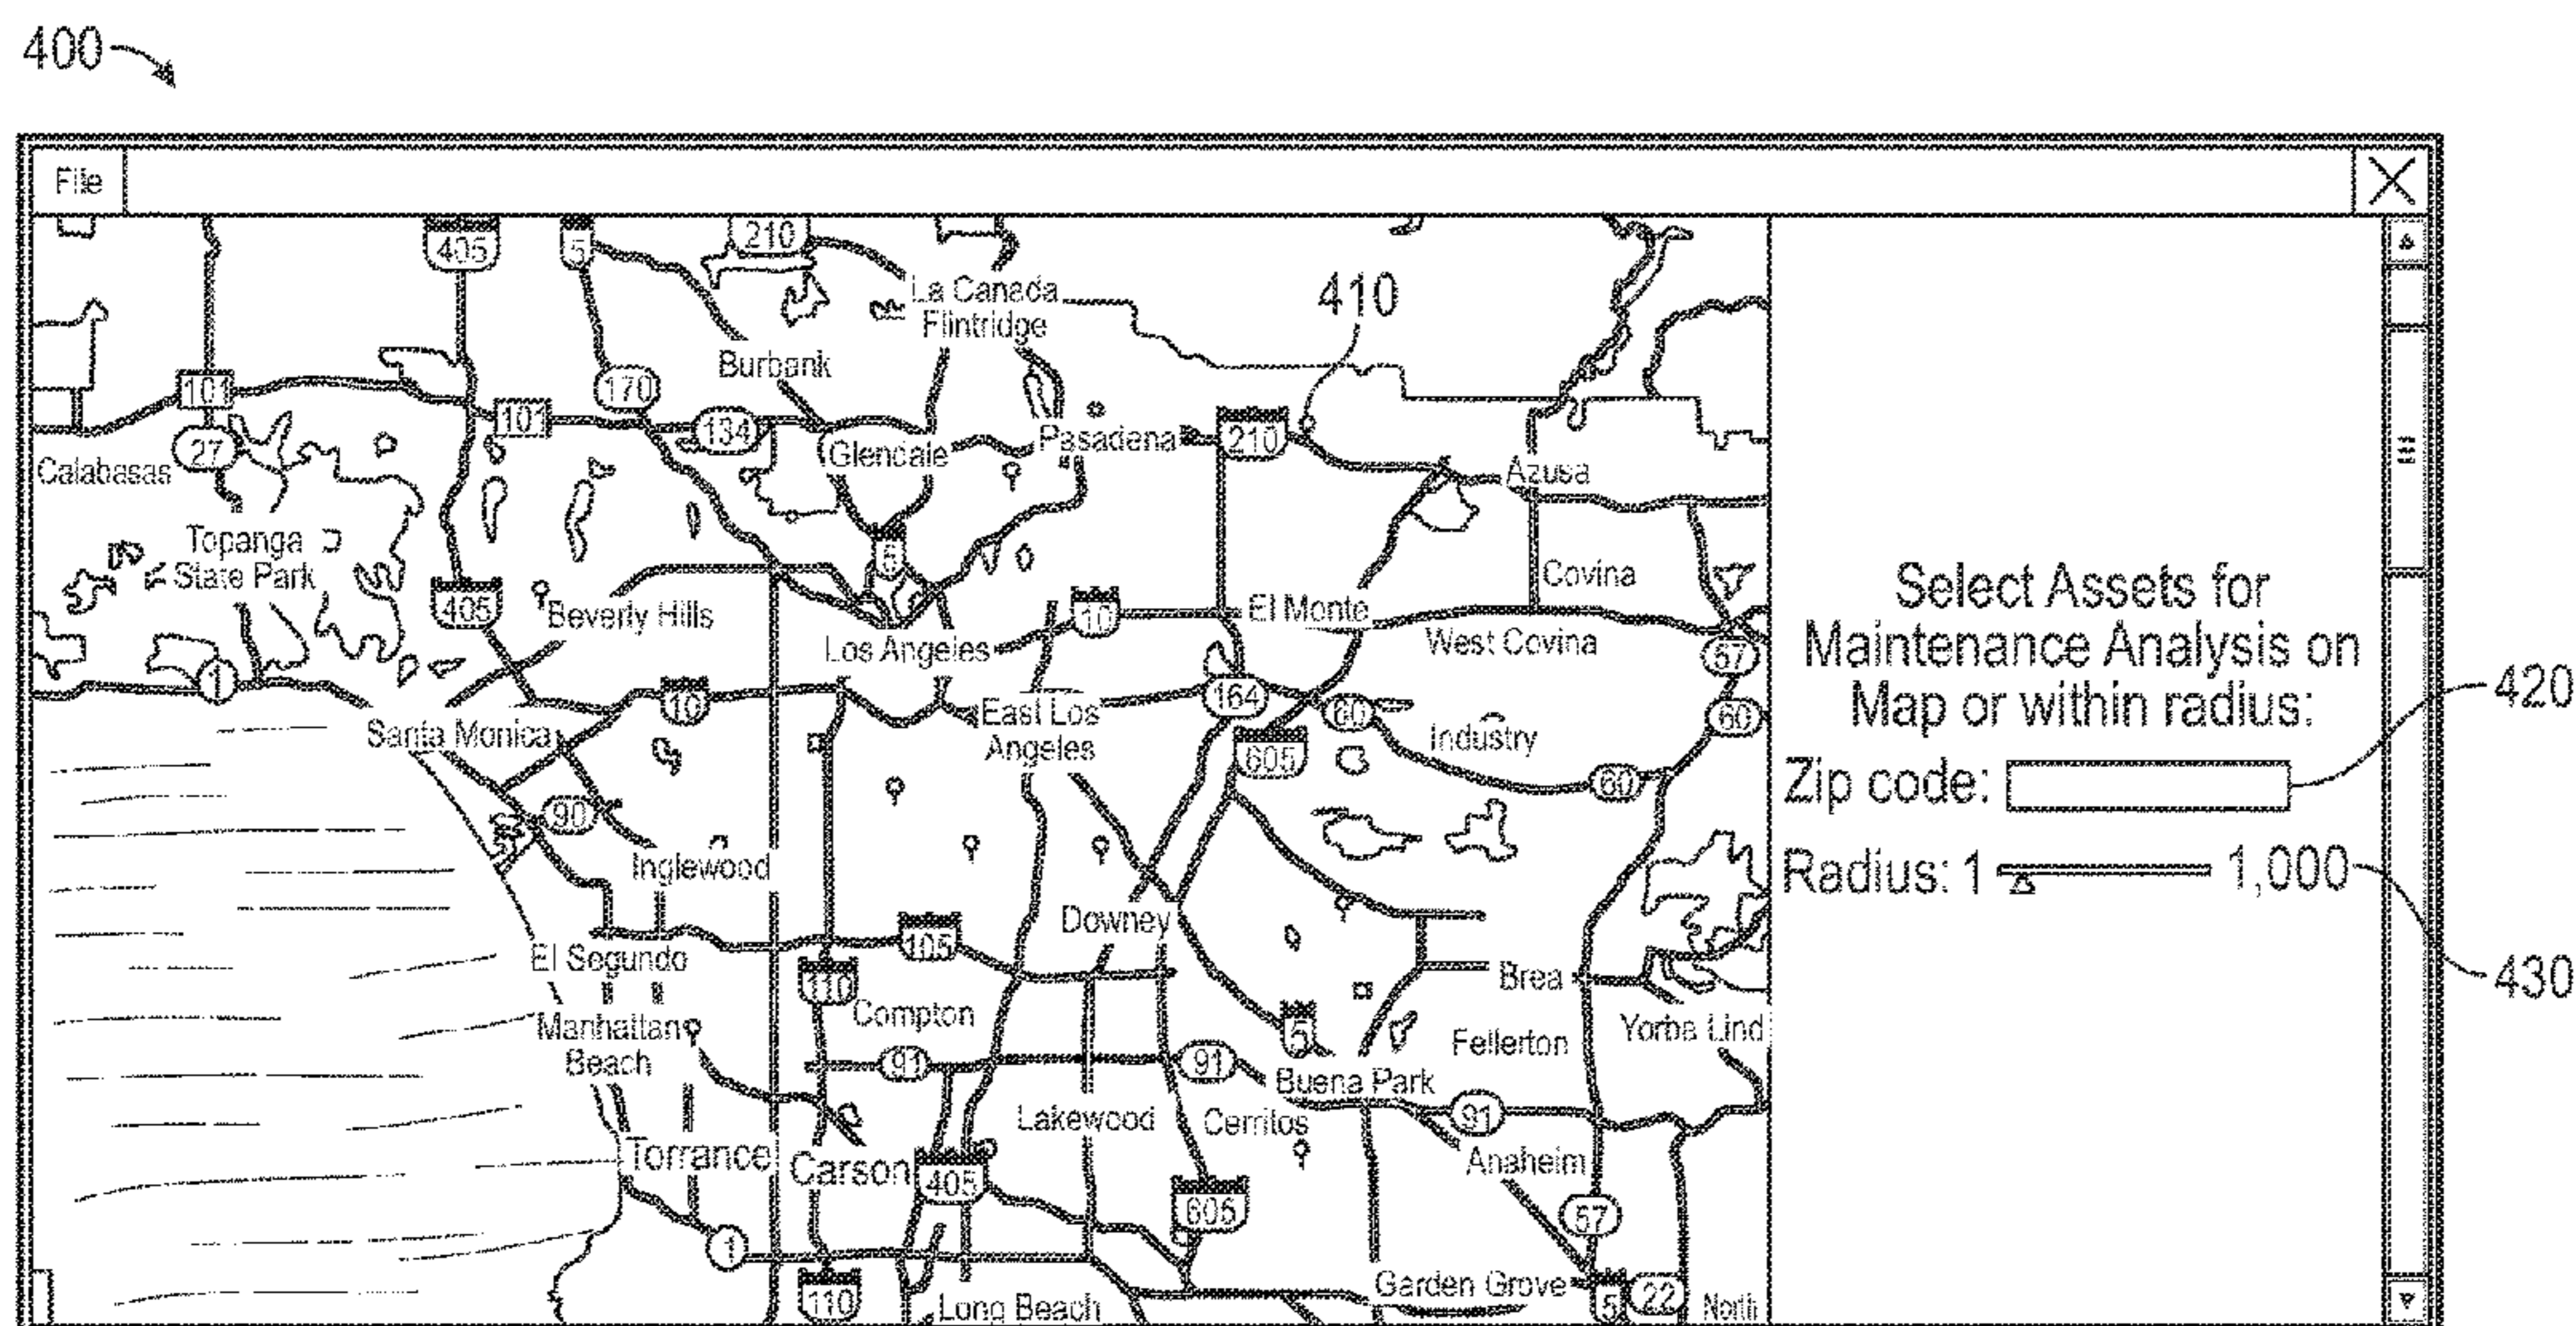 400
File
405
5
210
La Canada
Flintridge
410
Burbank
101
170
101
134
27
Calabasas
Glendale
Pasadena
210
Azusa
5
Topanga
State Park
405
Beverly Hills
Los Angeles
10
El Monte
Covina
West Covina
57
1
Santa Monica
10
East Los
Angeles
164
60
60
605
Industry
60
90
Inglewood
Downey
105
El Segundo
110
Compton
Brea
Manhattan
Beach
5
Fellerton
Yorba Lind
91
91
Buena Park
Lakewood
Cerritos
91
Torrance
Carson
405
Anaheim
605
57
1
110
Long Beach
Garden Grove
5
22
North
Select Assets for
Maintenance Analysis on
Map or within radius:
420
Zip code:
Radius: 1 1,000
430